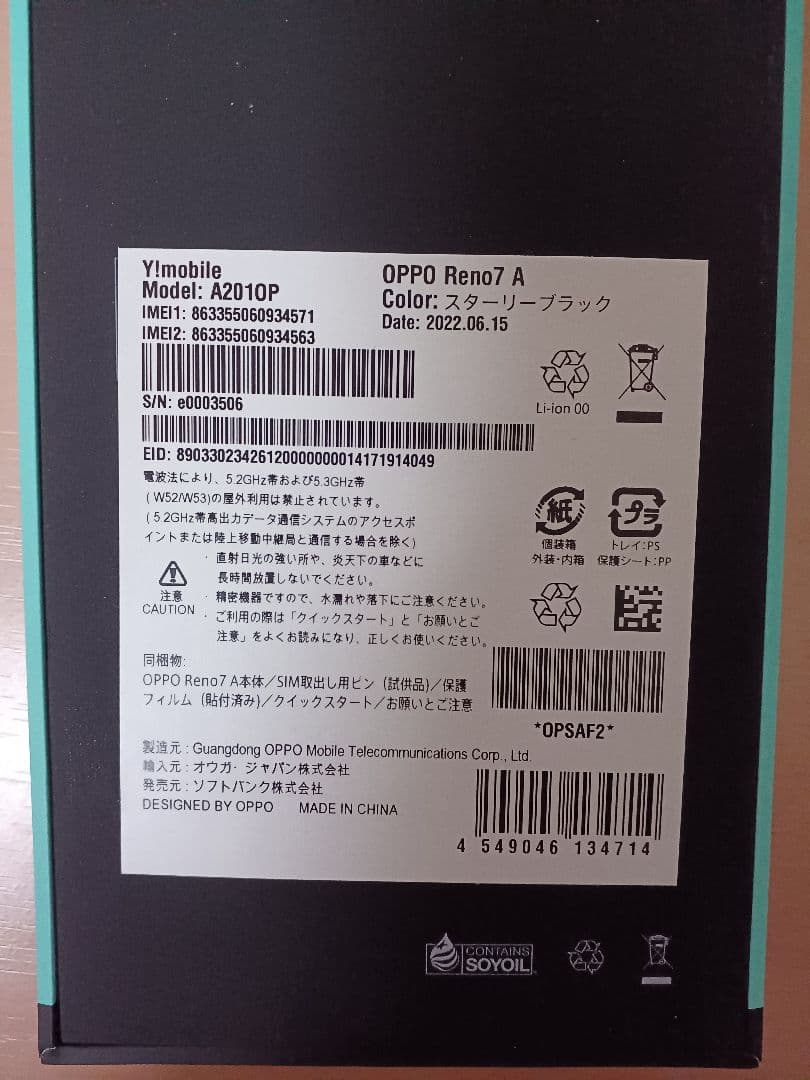 Y!mobile
Model: A201OP
IMEI1: 863355060934571
IMEI2: 863355060934563
OPPO Reno7 A
Color: スターリーブラック
Date: 2022.06.15
Li-ion 00
S/N: e0003506
EID: 89033023426120000000014171914049
電波法により、5.2GHz帯および5.3GHz帯
( W52/W53)の屋外利用は禁止されています。
( 5.2GHz帯高出力データ通信システムのアクセスポ
イントまたは陸上移動中継局と通信する場合を除く)
注意
CAUTION
・ 直射日光の強い所や、炎天下の車などに
長時間放置しないでください。
・ 精密機器ですので、水濡れや落下にご注意ください。
・ ご利用の際は「クイックスタート」と「お願いとご
注意」をよくお読みになり、正しくお使いください。
紙
個装箱
外装・内箱
プラ
トレイ:PS
保護シート:PP
同梱物:
OPPO Reno7 A本体／SIM取出し用ピン（試供品)／保護
フィルム（貼付済み)／クイックスタート／お願いとご注意
*OPSAF2*
製造元 : Guangdong OPPO Mobile Telecommunications Corp., Ltd.
輸入元 : オウガ・ジャパン株式会社
発売元 : ソフトバンク株式会社
DESIGNED BY OPPO MADE IN CHINA
4 549046 134714
CONTAINS
SOYOIL